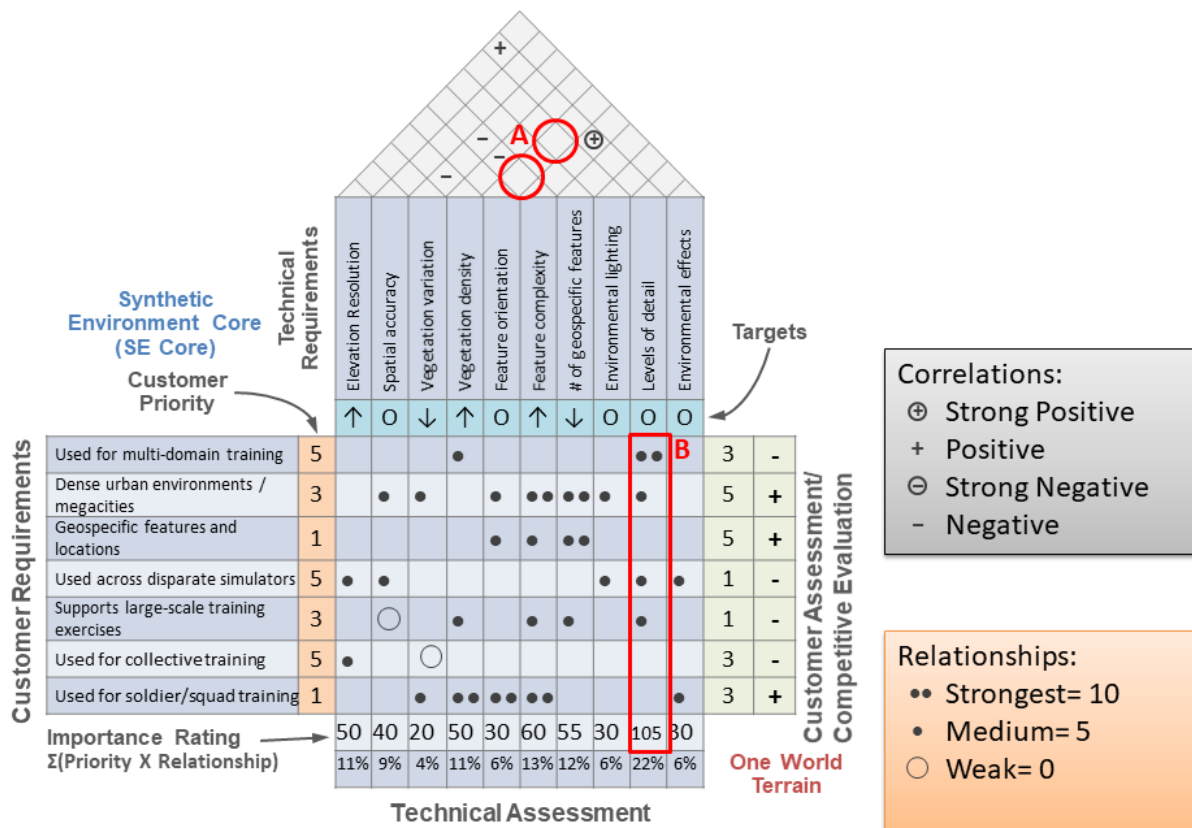 +
A
⊕
−
−
−
Synthetic
Environment Core
(SE Core)
Technical
Requirements
Elevation Resolution
Spatial accuracy
Vegetation variation
Vegetation density
Feature orientation
Feature complexity
# of geospecific features
Environmental lighting
Levels of detail
Environmental effects
Targets
Customer
Priority
↑ O ↓ ↑ O ↑ ↓ O O O
Customer Requirements
Used for multi-domain training 5 ● ●● B 3 -
Dense urban environments /
megacities 3 ● ● ● ●● ●● ● ● 5 +
Geospecific features and
locations 1 ● ● ●● 5 +
Used across disparate simulators 5 ● ● ● ● ● 1 -
Supports large-scale training
exercises 3 ○ ● ● ● ● 1 -
Used for collective training 5 ● ○ 3 -
Used for soldier/squad training 1 ● ●● ●● ●● ● 3 +
Customer Assessment/
Competitive Evaluation
Importance Rating
Σ(Priority X Relationship)
50 40 20 50 30 60 55 30 105 30
11% 9% 4% 11% 6% 13% 12% 6% 22% 6%
One World
Terrain
Technical Assessment
Correlations:
⊕ Strong Positive
+ Positive
⊖ Strong Negative
− Negative
Relationships:
●● Strongest= 10
● Medium= 5
○ Weak= 0